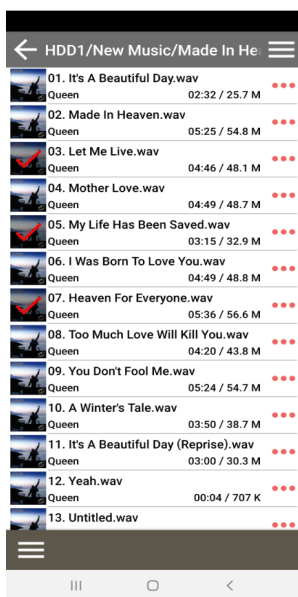 HDD1/New Music/Made In Hea
01. It's A Beautiful Day.wav
Queen 02:32 / 25.7 M
02. Made In Heaven.wav
Queen 05:25 / 54.8 M
03. Let Me Live.wav
Queen 04:46 / 48.1 M
04. Mother Love.wav
Queen 04:49 / 48.7 M
05. My Life Has Been Saved.wav
Queen 03:15 / 32.9 M
06. I Was Born To Love You.wav
Queen 04:49 / 48.8 M
07. Heaven For Everyone.wav
Queen 05:36 / 56.6 M
08. Too Much Love Will Kill You.wav
Queen 04:20 / 43.8 M
09. You Don't Fool Me.wav
Queen 05:24 / 54.7 M
10. A Winter's Tale.wav
Queen 03:50 / 38.7 M
11. It's A Beautiful Day (Reprise).wav
Queen 03:00 / 30.3 M
12. Yeah.wav
Queen 00:04 / 707 K
13. Untitled.wav